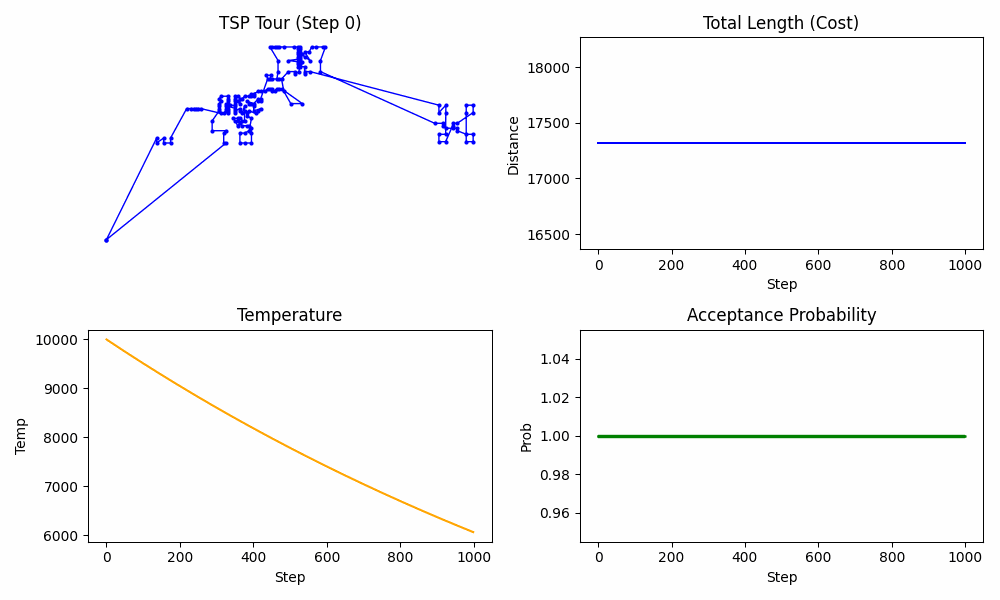 TSP Tour (Step 0)
Total Length (Cost)
Distance
18000
17500
17000
16500
0 200 400 600 800 1000
Step
Temperature
Temp
10000
9000
8000
7000
6000
0 200 400 600 800 1000
Step
Acceptance Probability
Prob
1.04
1.02
1.00
0.98
0.96
0 200 400 600 800 1000
Step